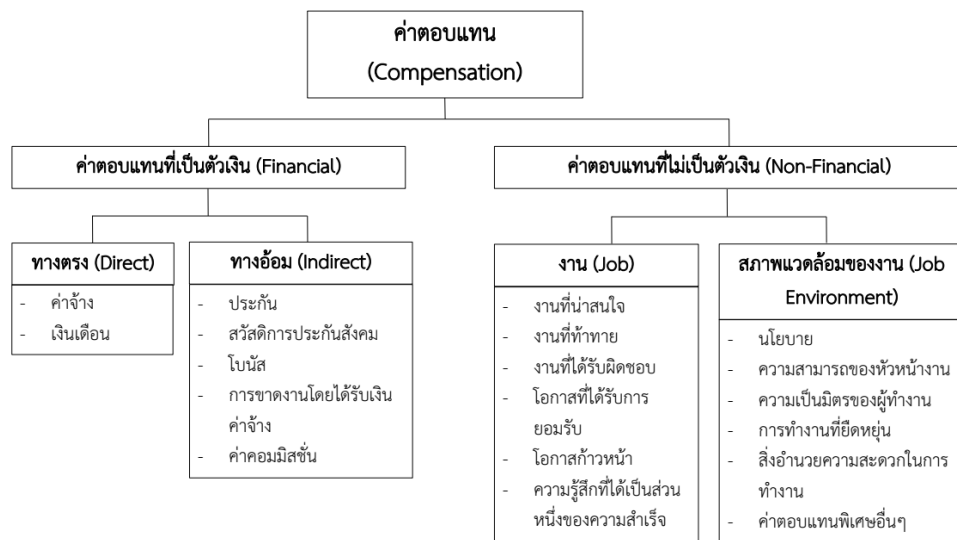 ค่าตอบแทน
(Compensation)
ค่าตอบแทนที่เป็นตัวเงิน (Financial)
ค่าตอบแทนที่ไม่เป็นตัวเงิน (Non-Financial)
ทางตรง (Direct)
- ค่าจ้าง
- เงินเดือน
ทางอ้อม (Indirect)
- ประกัน
- สวัสดิการประกันสังคม
- โบนัส
- การขาดงานโดยได้รับเงิน
ค่าจ้าง
- ค่าคอมมิสชั่น
งาน (Job)
- งานที่น่าสนใจ
- งานที่ท้าทาย
- งานที่ได้รับผิดชอบ
- โอกาสที่ได้รับการ
ยอมรับ
- โอกาสก้าวหน้า
- ความรู้สึกที่ได้เป็นส่วน
หนึ่งของความสำเร็จ
สภาพแวดล้อมของงาน (Job
Environment)
- นโยบาย
- ความสามารถของหัวหน้างาน
- ความเป็นมิตรของผู้ทำงาน
- การทำงานที่ยืดหยุ่น
- สิ่งอำนวยความสะดวกในการ
ทำงาน
- ค่าตอบแทนพิเศษอื่นๆ